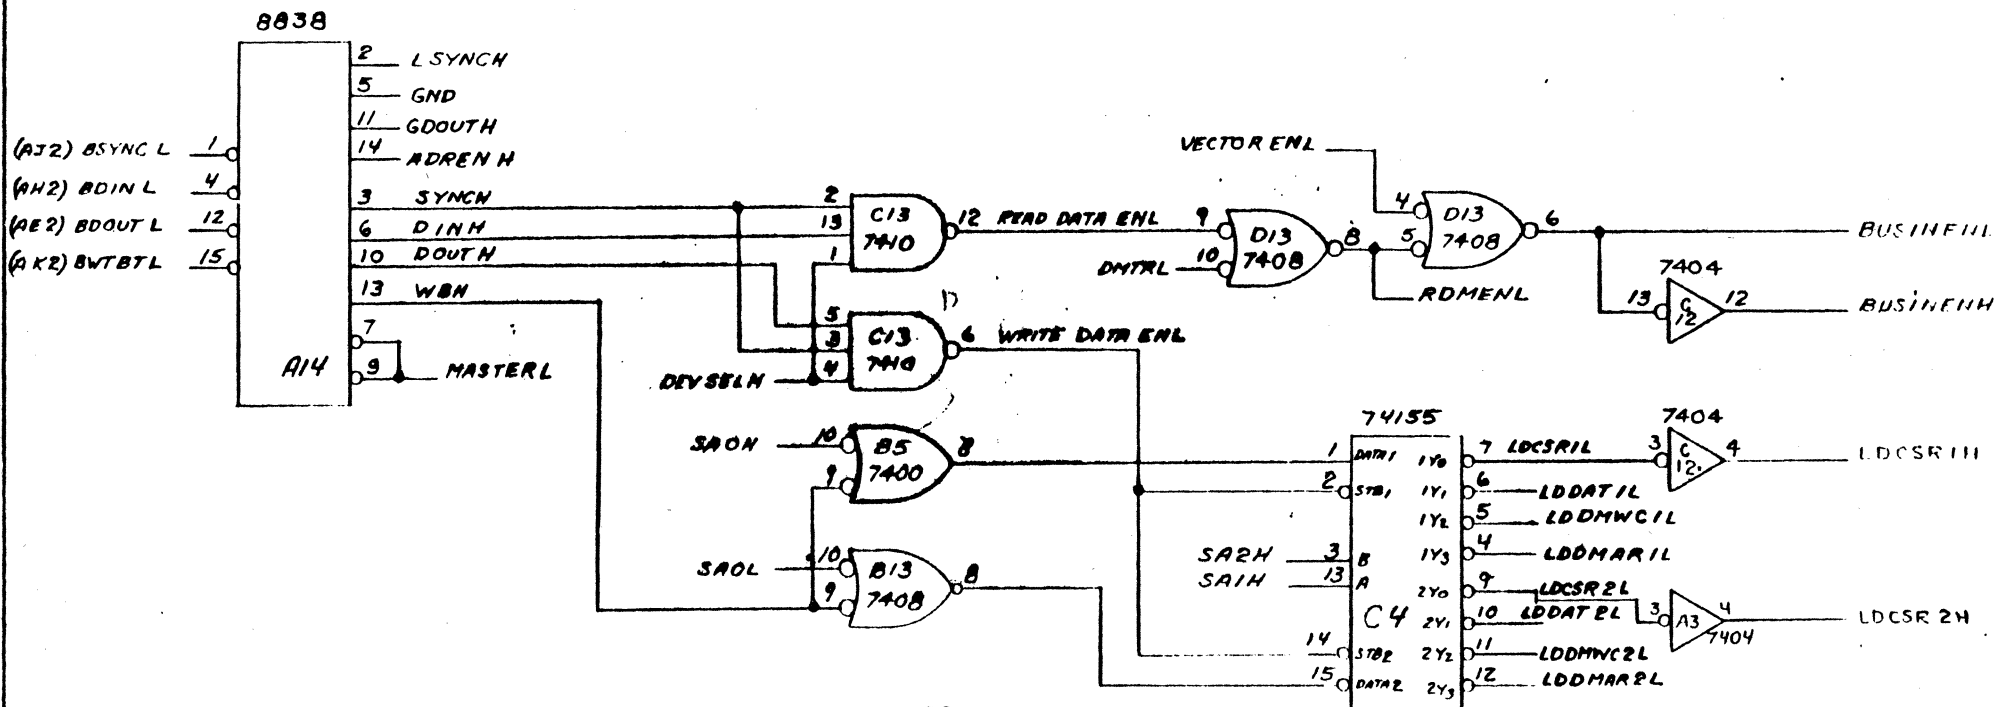 8838
2 LSYNCH
5 GND
11 GDOUTH
14 ADREN H
(AJ2) BSYNC L 1
(AH2) BDIN L 4
(AE2) BDOUT L 12
(AK2) BWTBTL 15
3 SYNCH
6 DINH
10 DOUTH
13 WBH
7
9 MASTERL
A14
2
13
1
C13
7410
12 READ DATA ENL
9
DMTRL 10
D13
7408
8
RDMENL
VECTOR ENL
4
5
D13
7408
6
BUSINENL
7404
13
C
12
12
BUSINENH
5
3
DEVSELH 4
C13
7410
6 WRITE DATA ENL
SAOH 10
9
B5
7400
8
SAOL 10
9
B13
7408
8
74155
1 DATA1
2 STB1
SA2H 3 B
SA1H 13 A
C4
14 STB2
15 DATA2
1Y0 7 LDCSR1L
1Y1 6 LDDAT1L
1Y2 5 LDDMWC1L
1Y3 4 LDDMAR1L
2Y0 9 LDCSR2L
2Y1 10 LDDAT2L
2Y2 11 LDDMWC2L
2Y3 12 LDDMAR2L
7404
3
C
12.
4
LDCSR1H
3
A3
4
7404
LDCSR2H